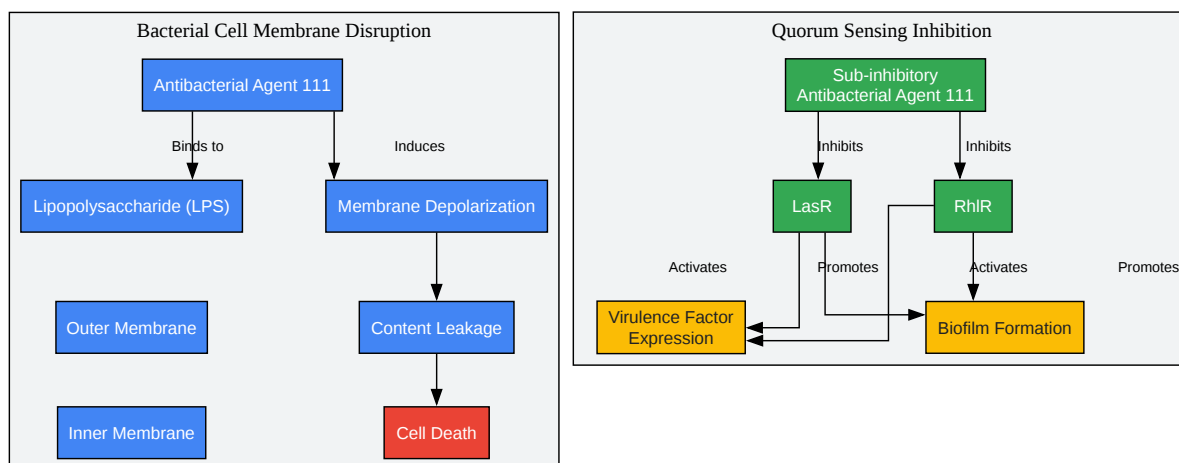 Bacterial Cell Membrane Disruption
Antibacterial Agent 111
Binds to
Induces
Lipopolysaccharide (LPS)
Membrane Depolarization
Outer Membrane
Content Leakage
Inner Membrane
Cell Death
Quorum Sensing Inhibition
Sub-inhibitory
Antibacterial Agent 111
Inhibits
Inhibits
LasR
RhlR
Activates
Promotes
Activates
Promotes
Virulence Factor
Expression
Biofilm Formation